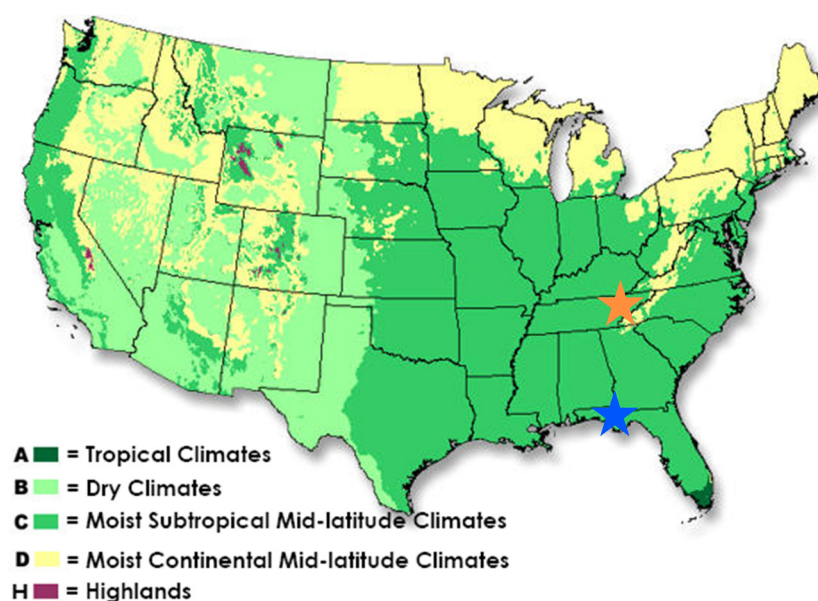 A = Tropical Climates
B = Dry Climates
C = Moist Subtropical Mid-latitude Climates
D = Moist Continental Mid-latitude Climates
H = Highlands